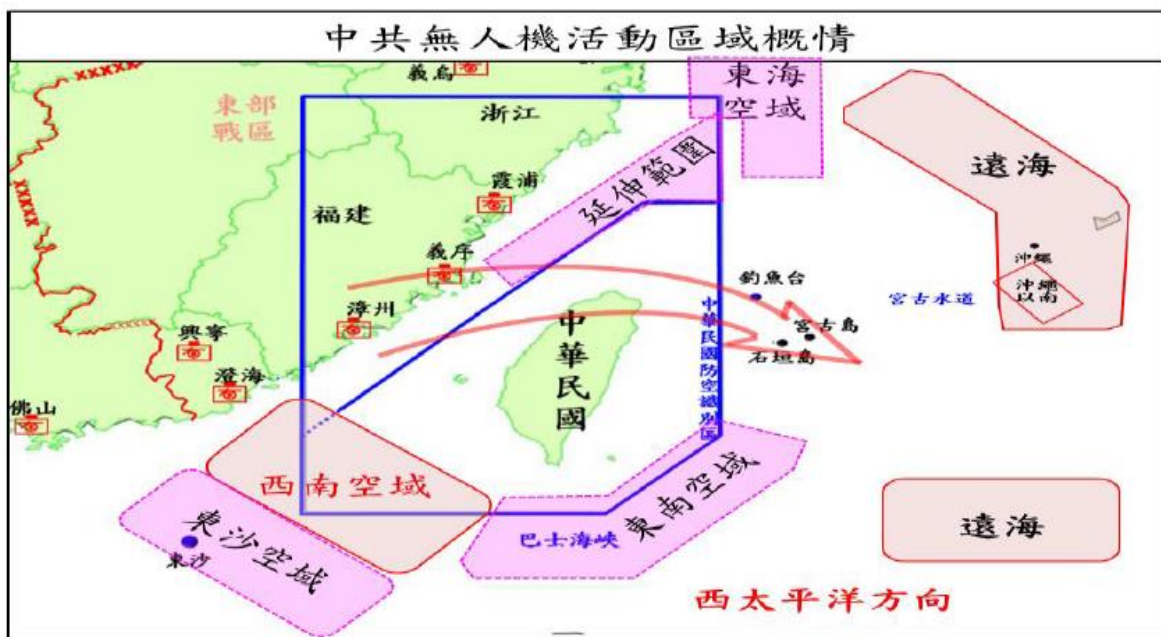 中共無人機活動區域概情
XXXXX
義烏
東海
空域
東部
戰區
浙江
遠海
延伸範圍
霞浦
XXXXX
福建
義序
沖繩
釣魚台
沖繩
以南
宮古水道
漳州
中華民國
中華民國防空識別區
宮古島
興寧
石垣島
澄海
佛山
西南空域
東南空域
東沙空域
巴士海峽
遠海
東沙
西太平洋方向